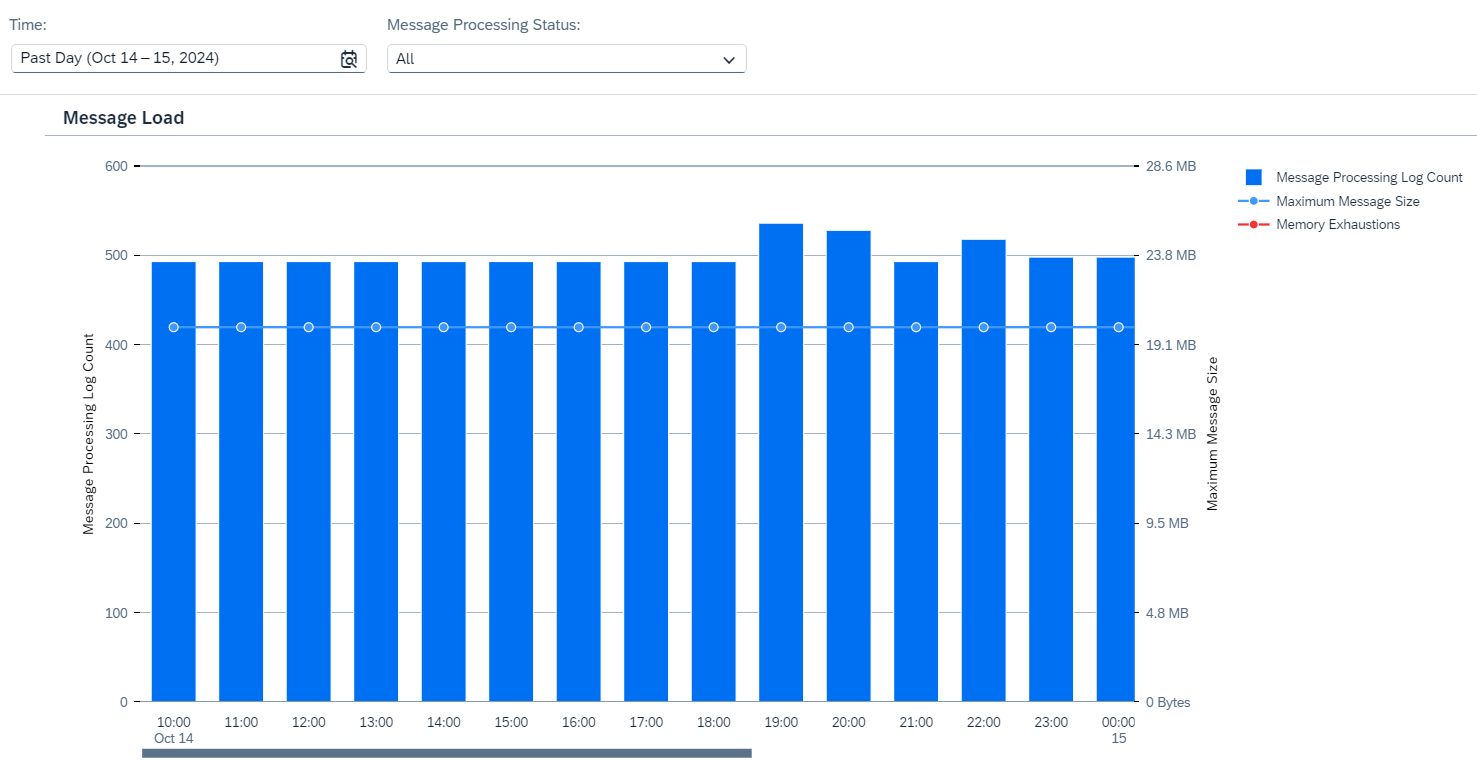 Time:
Message Processing Status:
Past Day (Oct 14 – 15, 2024)
All
Message Load
600
500
400
300
200
100
0
Message Processing Log Count
28.6 MB
23.8 MB
19.1 MB
14.3 MB
9.5 MB
4.8 MB
0 Bytes
Maximum Message Size
Message Processing Log Count
Maximum Message Size
Memory Exhaustions
10:00 11:00 12:00 13:00 14:00 15:00 16:00 17:00 18:00 19:00 20:00 21:00 22:00 23:00 00:00
Oct 14 15